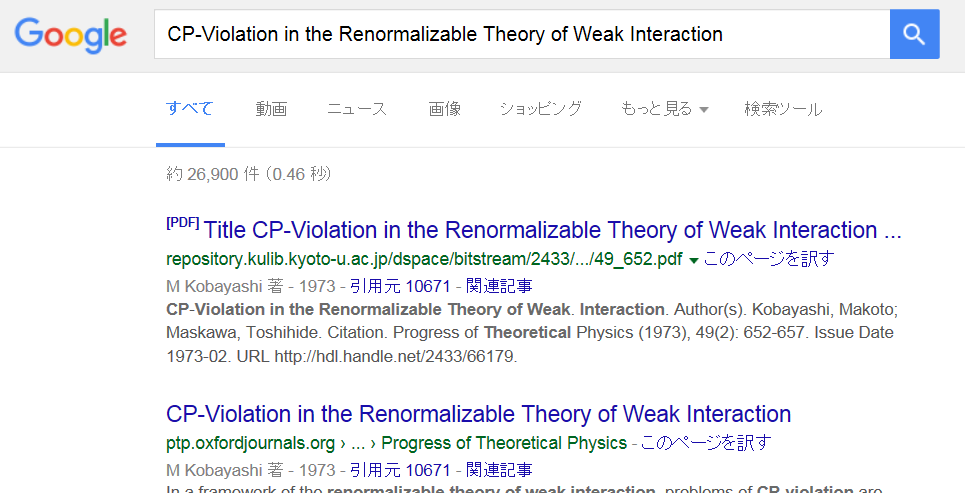 Google
CP-Violation in the Renormalizable Theory of Weak Interaction
すべて 動画 ニュース 画像 ショッピング もっと見る 検索ツール
約 26,900 件 (0.46 秒)
[PDF] Title CP-Violation in the Renormalizable Theory of Weak Interaction ...
repository.kulib.kyoto-u.ac.jp/dspace/bitstream/2433/.../49_652.pdf このページを訳す
M Kobayashi 著 - 1973 - 引用元 10671 - 関連記事
CP-Violation in the Renormalizable Theory of Weak. Interaction. Author(s). Kobayashi, Makoto;
Maskawa, Toshihide. Citation. Progress of Theoretical Physics (1973), 49(2): 652-657. Issue Date
1973-02. URL http://hdl.handle.net/2433/66179.
CP-Violation in the Renormalizable Theory of Weak Interaction
ptp.oxfordjournals.org › ... › Progress of Theoretical Physics - このページを訳す
M Kobayashi 著 - 1973 - 引用元 10671 - 関連記事
In a framework of the renormalizable theory of weak interaction, problems of CP violation are